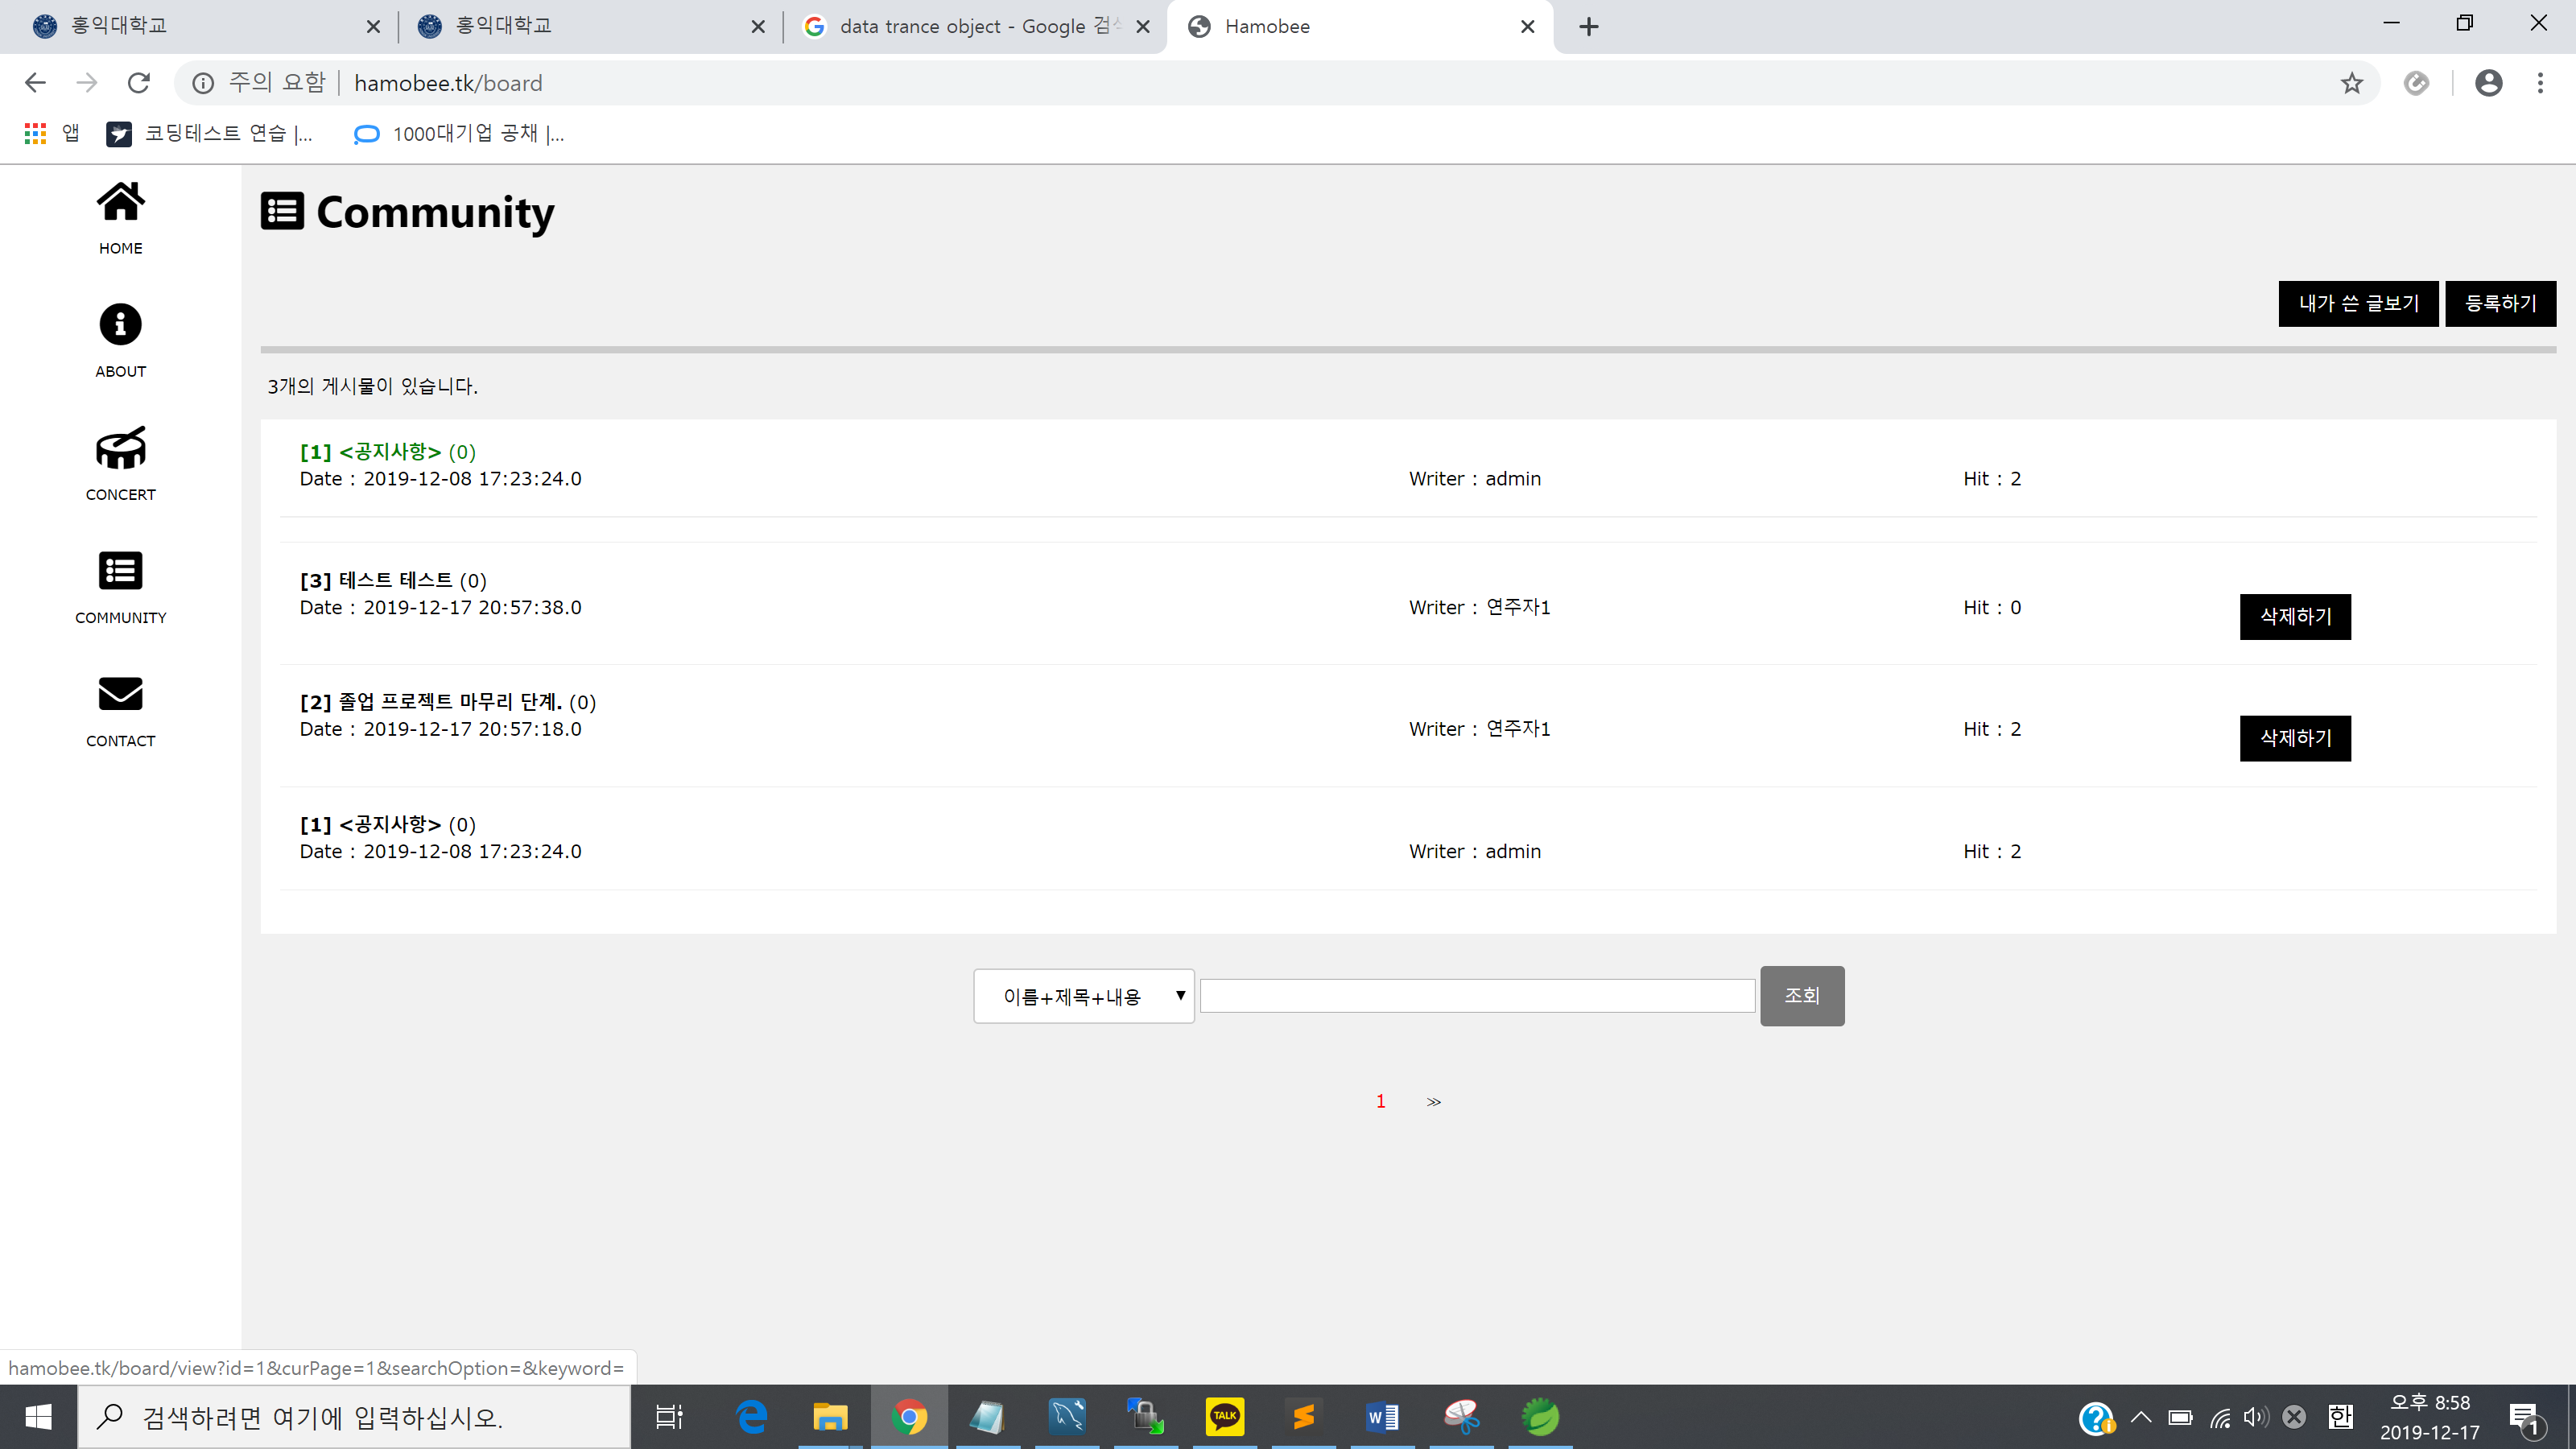 홍익대학교
홍익대학교
data trance object - Google 검색
Hamobee
주의 요함
hamobee.tk/board
앱
코딩테스트 연습 |...
1000대기업 공채 |...
HOME
ABOUT
CONCERT
COMMUNITY
CONTACT
Community
내가 쓴 글보기
등록하기
3개의 게시물이 있습니다.
[1] <공지사항> (0)
Date : 2019-12-08 17:23:24.0 Writer : admin Hit : 2
[3] 테스트 테스트 (0)
Date : 2019-12-17 20:57:38.0 Writer : 연주자1 Hit : 0 삭제하기
[2] 졸업 프로젝트 마무리 단계. (0)
Date : 2019-12-17 20:57:18.0 Writer : 연주자1 Hit : 2 삭제하기
[1] <공지사항> (0)
Date : 2019-12-08 17:23:24.0 Writer : admin Hit : 2
이름+제목+내용
조회
1 ≫
hamobee.tk/board/view?id=1&curPage=1&searchOption=&keyword=
검색하려면 여기에 입력하십시오.
TALK
한
오후 8:58
2019-12-17
1